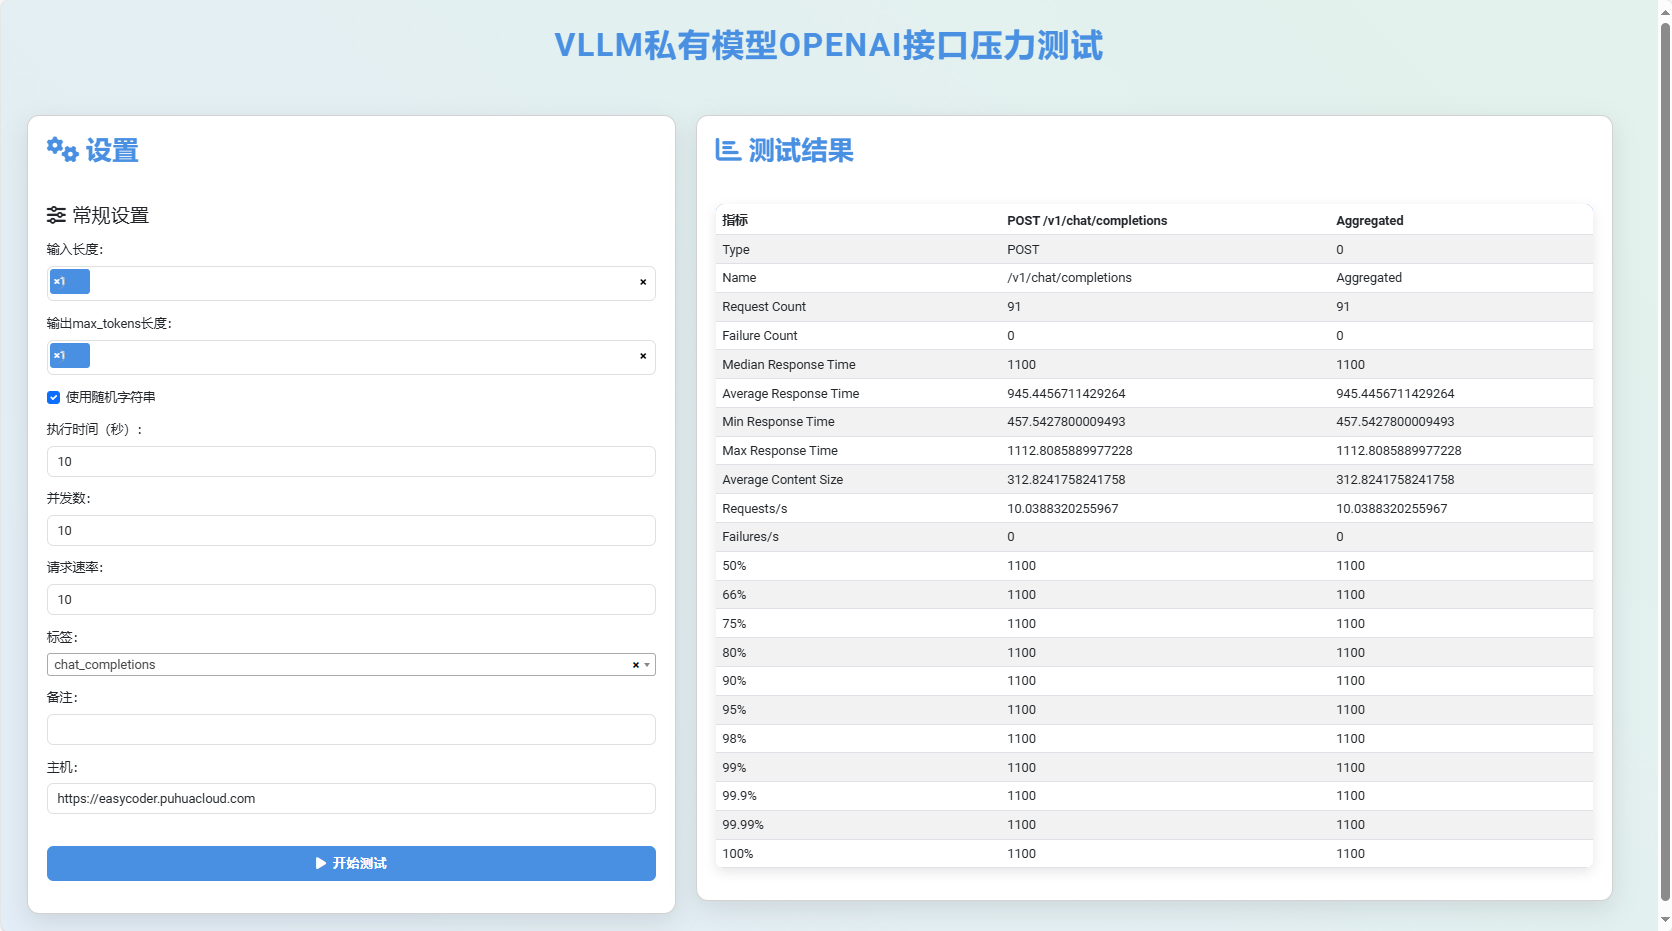 VLLM私有模型OPENAI接口压力测试
设置
常规设置
输入长度：
×1 ×
输出max_tokens长度：
×1 ×
使用随机字符串
执行时间（秒）：
10
并发数：
10
请求速率：
10
标签：
chat_completions ×
备注：
主机：
https://easycoder.puhuacloud.com
开始测试
测试结果
指标 POST /v1/chat/completions Aggregated
Type POST 0
Name /v1/chat/completions Aggregated
Request Count 91 91
Failure Count 0 0
Median Response Time 1100 1100
Average Response Time 945.4456711429264 945.4456711429264
Min Response Time 457.5427800009493 457.5427800009493
Max Response Time 1112.8085889977228 1112.8085889977228
Average Content Size 312.8241758241758 312.8241758241758
Requests/s 10.0388320255967 10.0388320255967
Failures/s 0 0
50% 1100 1100
66% 1100 1100
75% 1100 1100
80% 1100 1100
90% 1100 1100
95% 1100 1100
98% 1100 1100
99% 1100 1100
99.9% 1100 1100
99.99% 1100 1100
100% 1100 1100